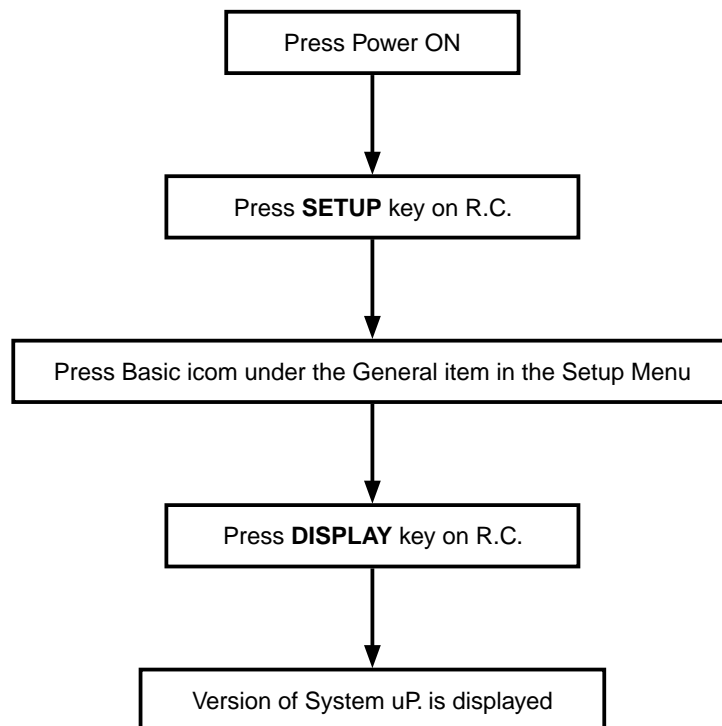 Press Power ON
Press SETUP key on R.C.
Press Basic icom under the General item in the Setup Menu
Press DISPLAY key on R.C.
Version of System uP. is displayed